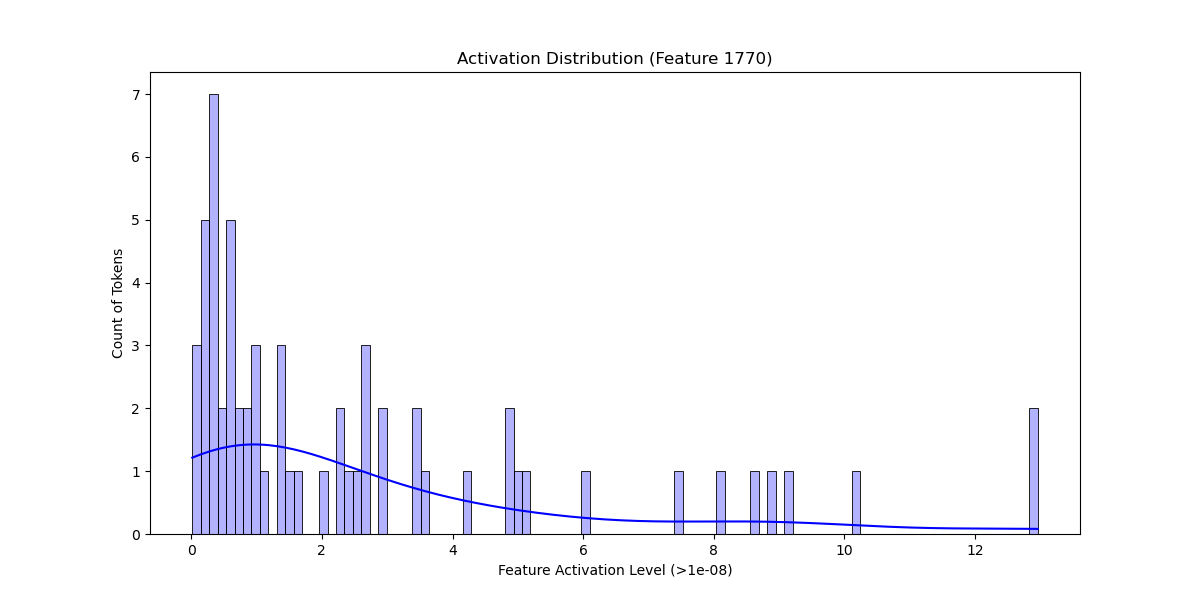 Activation Distribution (Feature 1770)
7
6
5
4
3
2
1
0
Count of Tokens
0 2 4 6 8 10 12
Feature Activation Level (>1e-08)